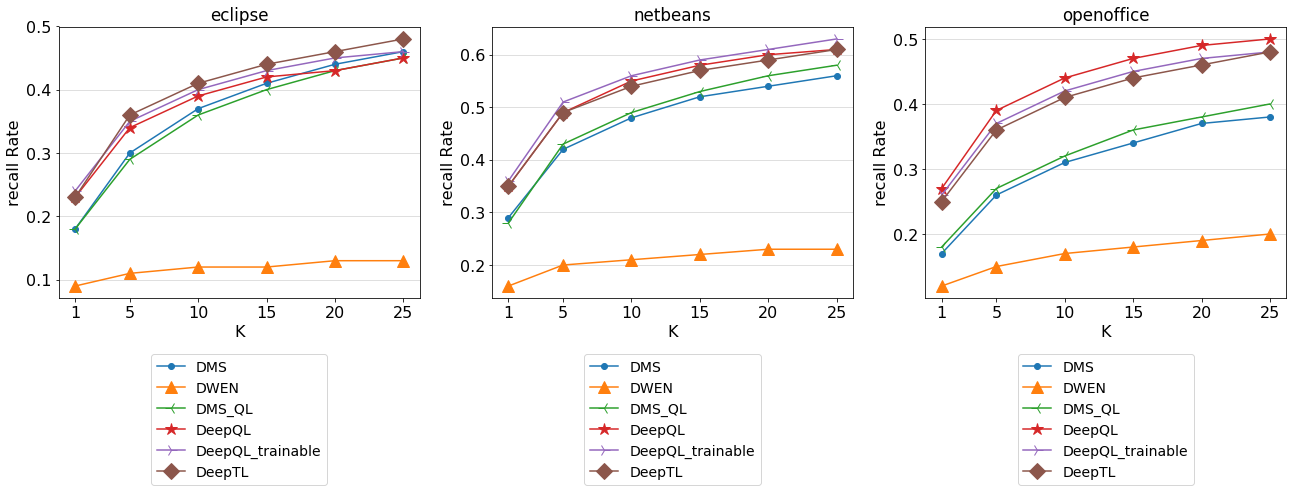 eclipse
recall Rate
0.5
0.4
0.3
0.2
0.1
1 5 10 15 20 25
K
DMS
DWEN
DMS_QL
DeepQL
DeepQL_trainable
DeepTL
netbeans
recall Rate
0.6
0.5
0.4
0.3
0.2
1 5 10 15 20 25
K
DMS
DWEN
DMS_QL
DeepQL
DeepQL_trainable
DeepTL
openoffice
recall Rate
0.5
0.4
0.3
0.2
1 5 10 15 20 25
K
DMS
DWEN
DMS_QL
DeepQL
DeepQL_trainable
DeepTL